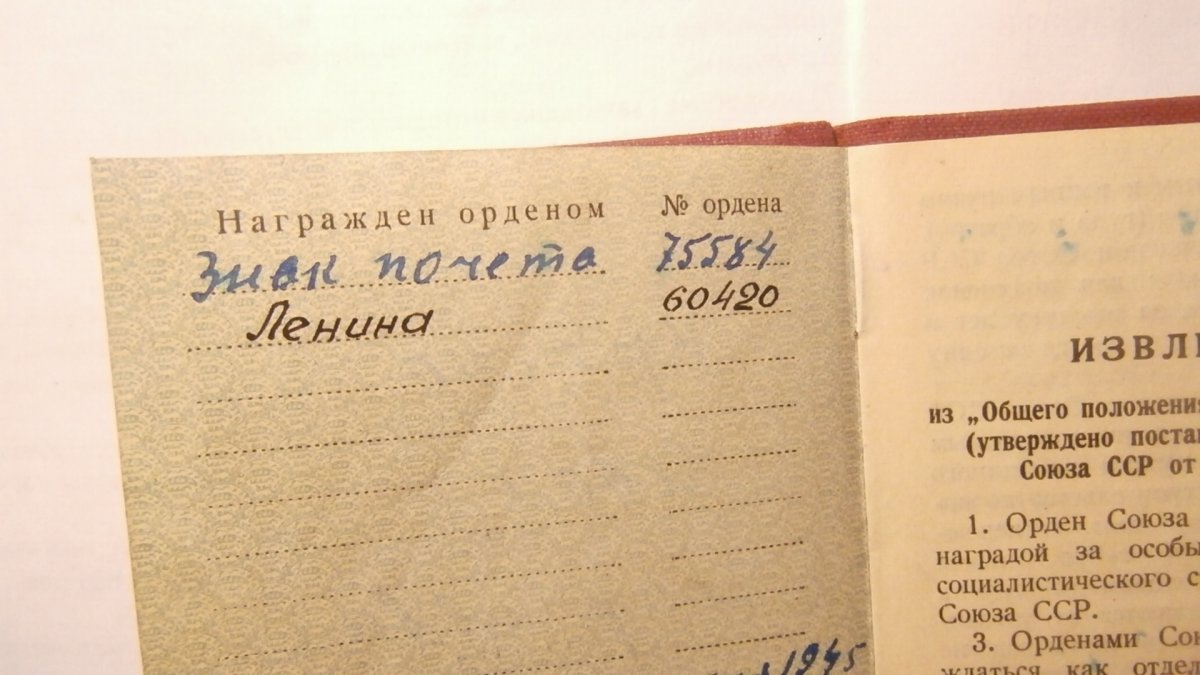 Награжден орденом № ордена
Знак почета 75584
Ленина 60420
1945
ИЗВЛ
из „Общего положения
(утверждено поста
Союза ССР от
1. Орден Союза
наградой за особы
социалистического с
Союза ССР.
3. Орденами Сою
ждаться как отдел